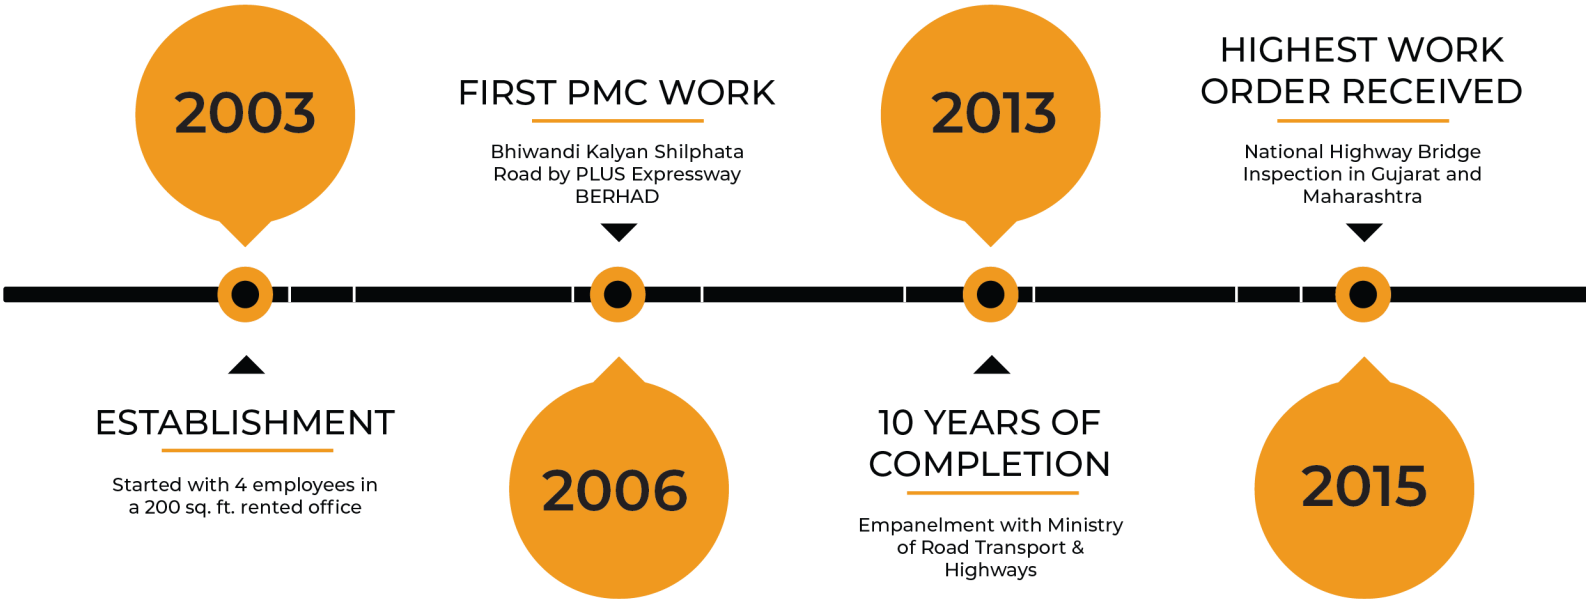 2003
ESTABLISHMENT
Started with 4 employees in
a 200 sq. ft. rented office
FIRST PMC WORK
Bhiwandi Kalyan Shilphata
Road by PLUS Expressway
BERHAD
2006
2013
10 YEARS OF
COMPLETION
Empanelment with Ministry
of Road Transport &
Highways
HIGHEST WORK
ORDER RECEIVED
National Highway Bridge
Inspection in Gujarat and
Maharashtra
2015